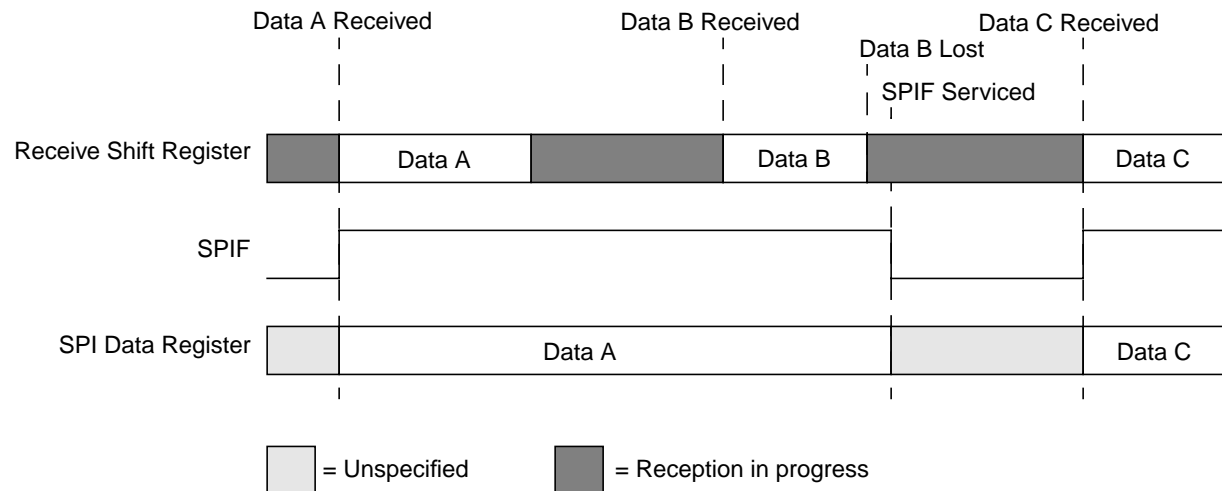 Data A Received
Data B Received
Data C Received
Data B Lost
SPIF Serviced
Receive Shift Register
Data A
Data B
Data C
SPIF
SPI Data Register
Data A
Data C
= Unspecified
= Reception in progress